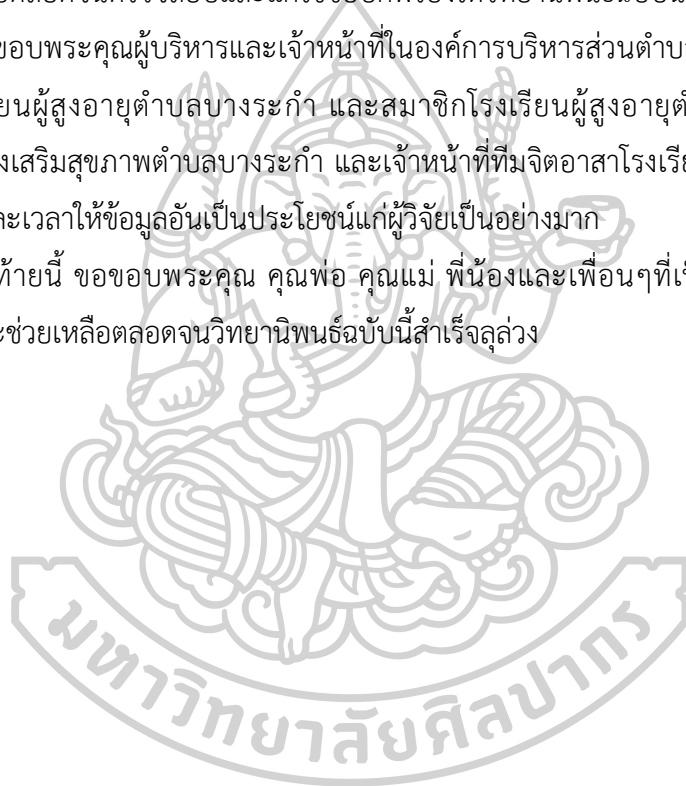 ขอบพระคุณผู้บริหารและเจ้าหน้าที่ในองค์การบริหารส่วนตำบ
ยนผู้สูงอายุตำบลบางระกำ และสมาชิกโรงเรียนผู้สูงอายุต
งเสริมสุขภาพตำบลบางระกำ และเจ้าหน้าที่ทีมจิตอาสาโรงเรีย
ละเวลาให้ข้อมูลอันเป็นประโยชน์แก่ผู้วิจัยเป็นอย่างมาก
ท้ายนี้ ขอขอบพระคุณ คุณพ่อ คุณแม่ พี่น้องและเพื่อนๆที่เป
ะช่วยเหลือตลอดจนวิทยานิพนธ์ฉบับนี้สำเร็จลุล่วง
มหาวิทยาลัยศิลปากร